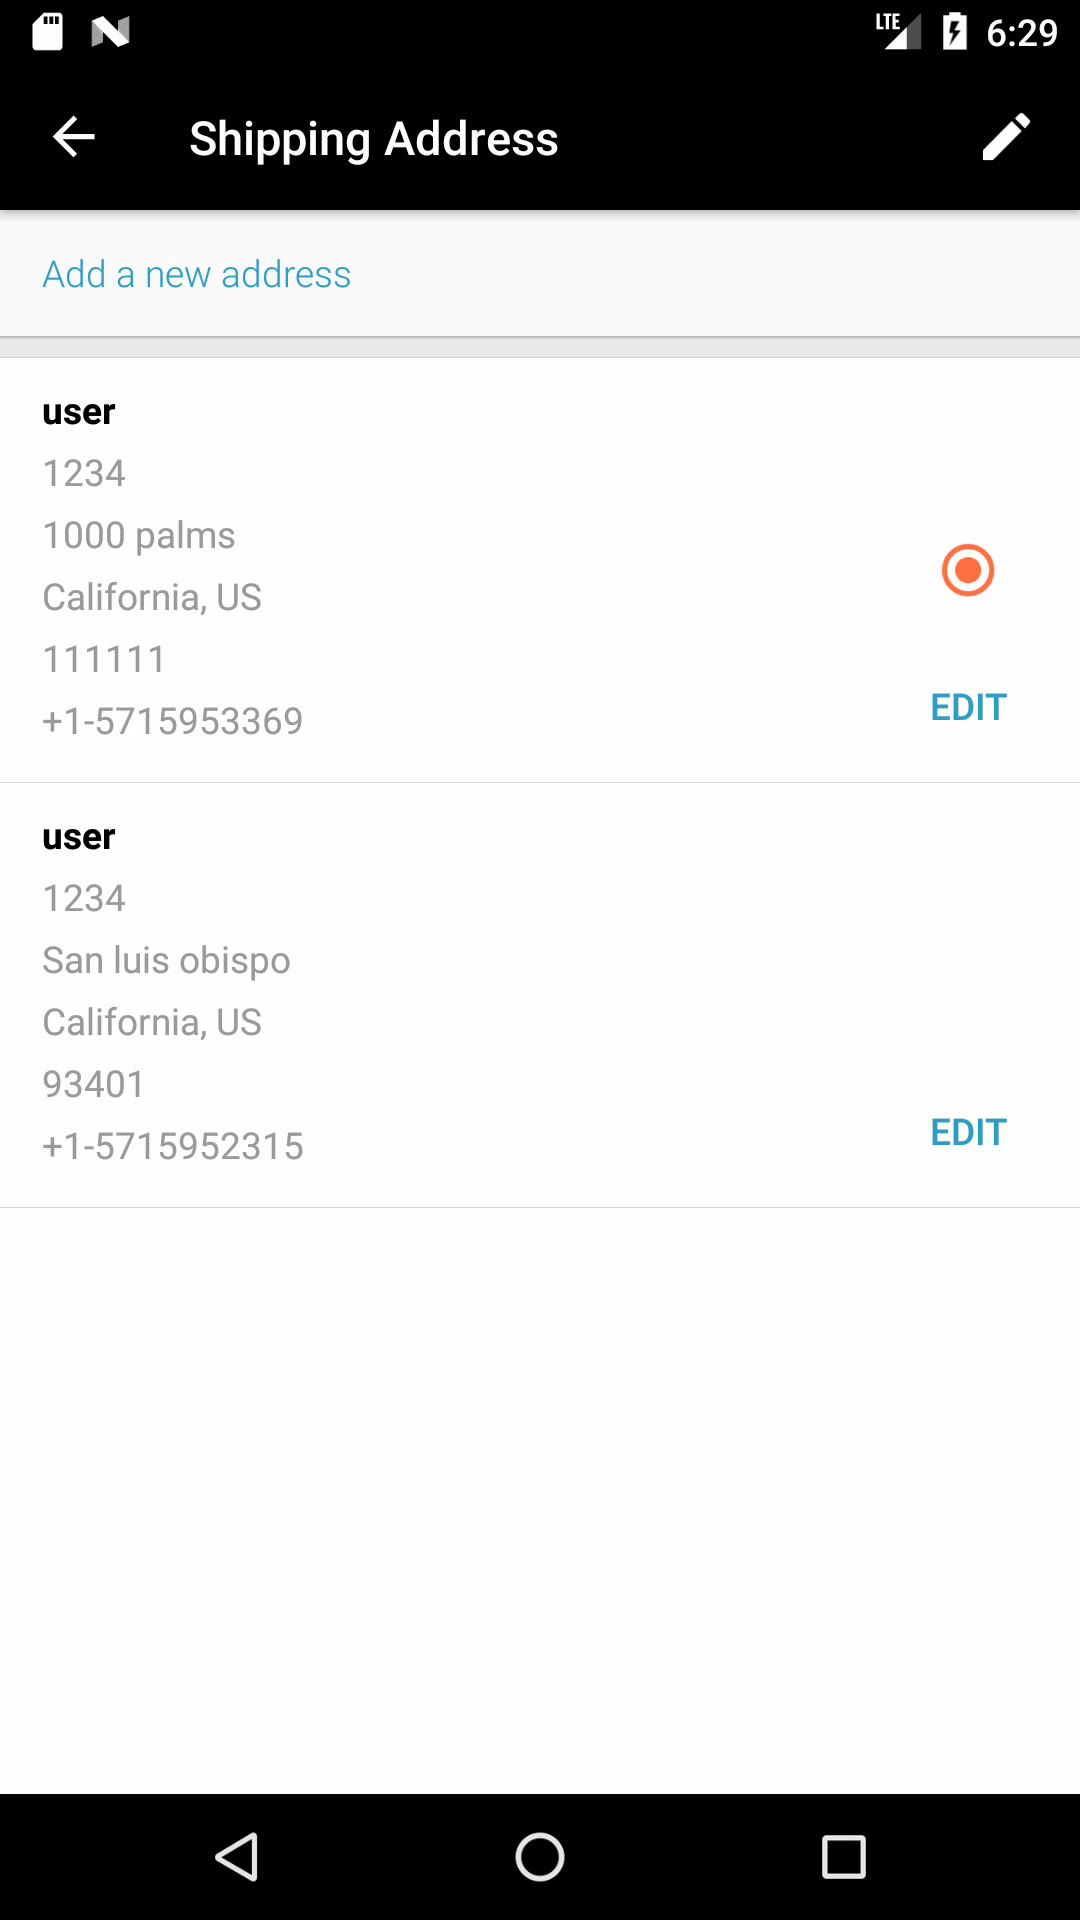 LTE 6:29
Shipping Address
Add a new address
user
1234
1000 palms
California, US
111111
+1-5715953369
EDIT
user
1234
San luis obispo
California, US
93401
+1-5715952315
EDIT